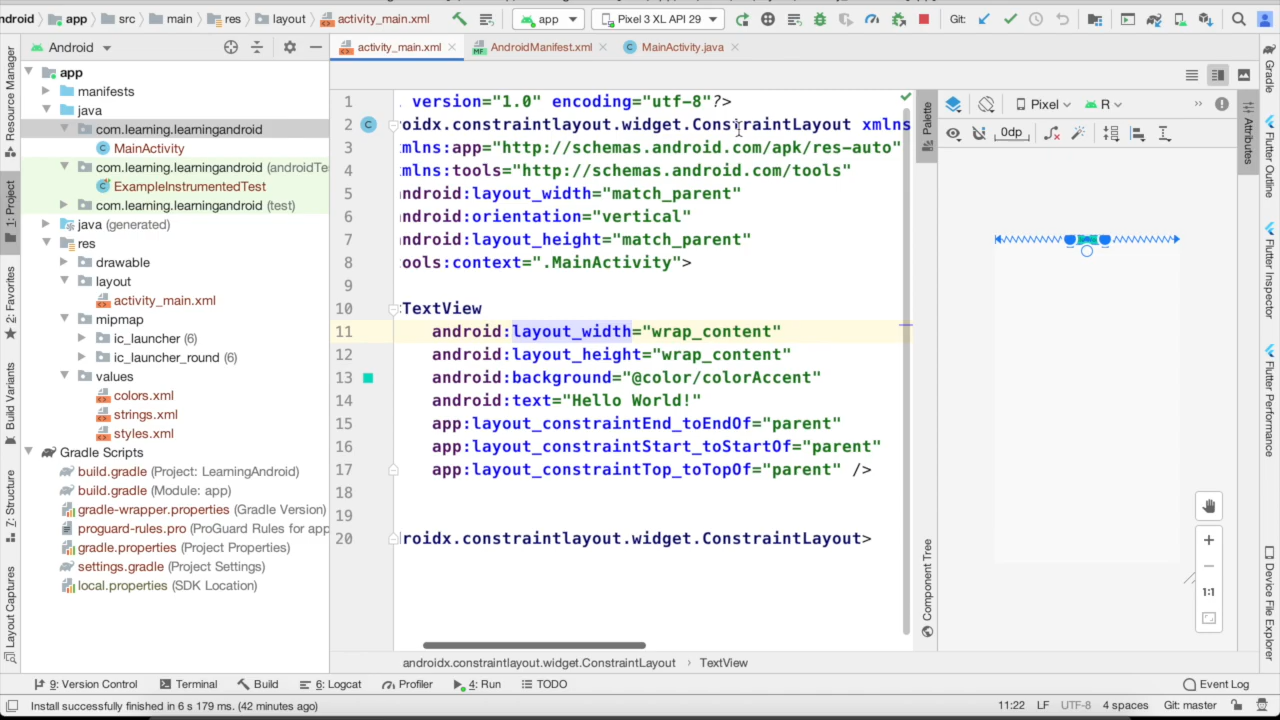 ndroid
app
src
main
res
layout
activity_main.xml
app
Pixel 3 XL API 29
Git:
Android
activity_main.xml
AndroidManifest.xml
MainActivity.java
Resource Manager
1: Project
2: Favorites
Build Variants
7: Structure
Layout Captures
app
manifests
java
com.learning.learningandroid
MainActivity
com.learning.learningandroid (androidTe
ExampleInstrumentedTest
com.learning.learningandroid (test)
java (generated)
res
drawable
layout
activity_main.xml
mipmap
ic_launcher (6)
ic_launcher_round (6)
values
colors.xml
strings.xml
styles.xml
Gradle Scripts
build.gradle (Project: LearningAndroid)
build.gradle (Module: app)
gradle-wrapper.properties (Gradle Version)
proguard-rules.pro (ProGuard Rules for app
gradle.properties (Project Properties)
settings.gradle (Project Settings)
local.properties (SDK Location)
1 version="1.0" encoding="utf-8"?>
2 roidx.constraintlayout.widget.ConstraintLayout xmlns
3 xmlns:app="http://schemas.android.com/apk/res-auto"
4 xmlns:tools="http://schemas.android.com/tools"
5 android:layout_width="match_parent"
6 android:orientation="vertical"
7 android:layout_height="match_parent"
8 tools:context=".MainActivity">
9
10 <TextView
11 android:layout_width="wrap_content"
12 android:layout_height="wrap_content"
13 android:background="@color/colorAccent"
14 android:text="Hello World!"
15 app:layout_constraintEnd_toEndOf="parent"
16 app:layout_constraintStart_toStartOf="parent"
17 app:layout_constraintTop_toTopOf="parent" />
18
19
20 roidx.constraintlayout.widget.ConstraintLayout>
androidx.constraintlayout.widget.ConstraintLayout › TextView
Palette
Component Tree
Pixel
R
0dp
1:1
Attributes
Gradle
Flutter Outline
Flutter Inspector
Flutter Performance
Device File Explorer
9: Version Control
Terminal
Build
6: Logcat
Profiler
4: Run
TODO
Event Log
Install successfully finished in 6 s 179 ms. (42 minutes ago)
11:22 LF UTF-8 4 spaces Git: master